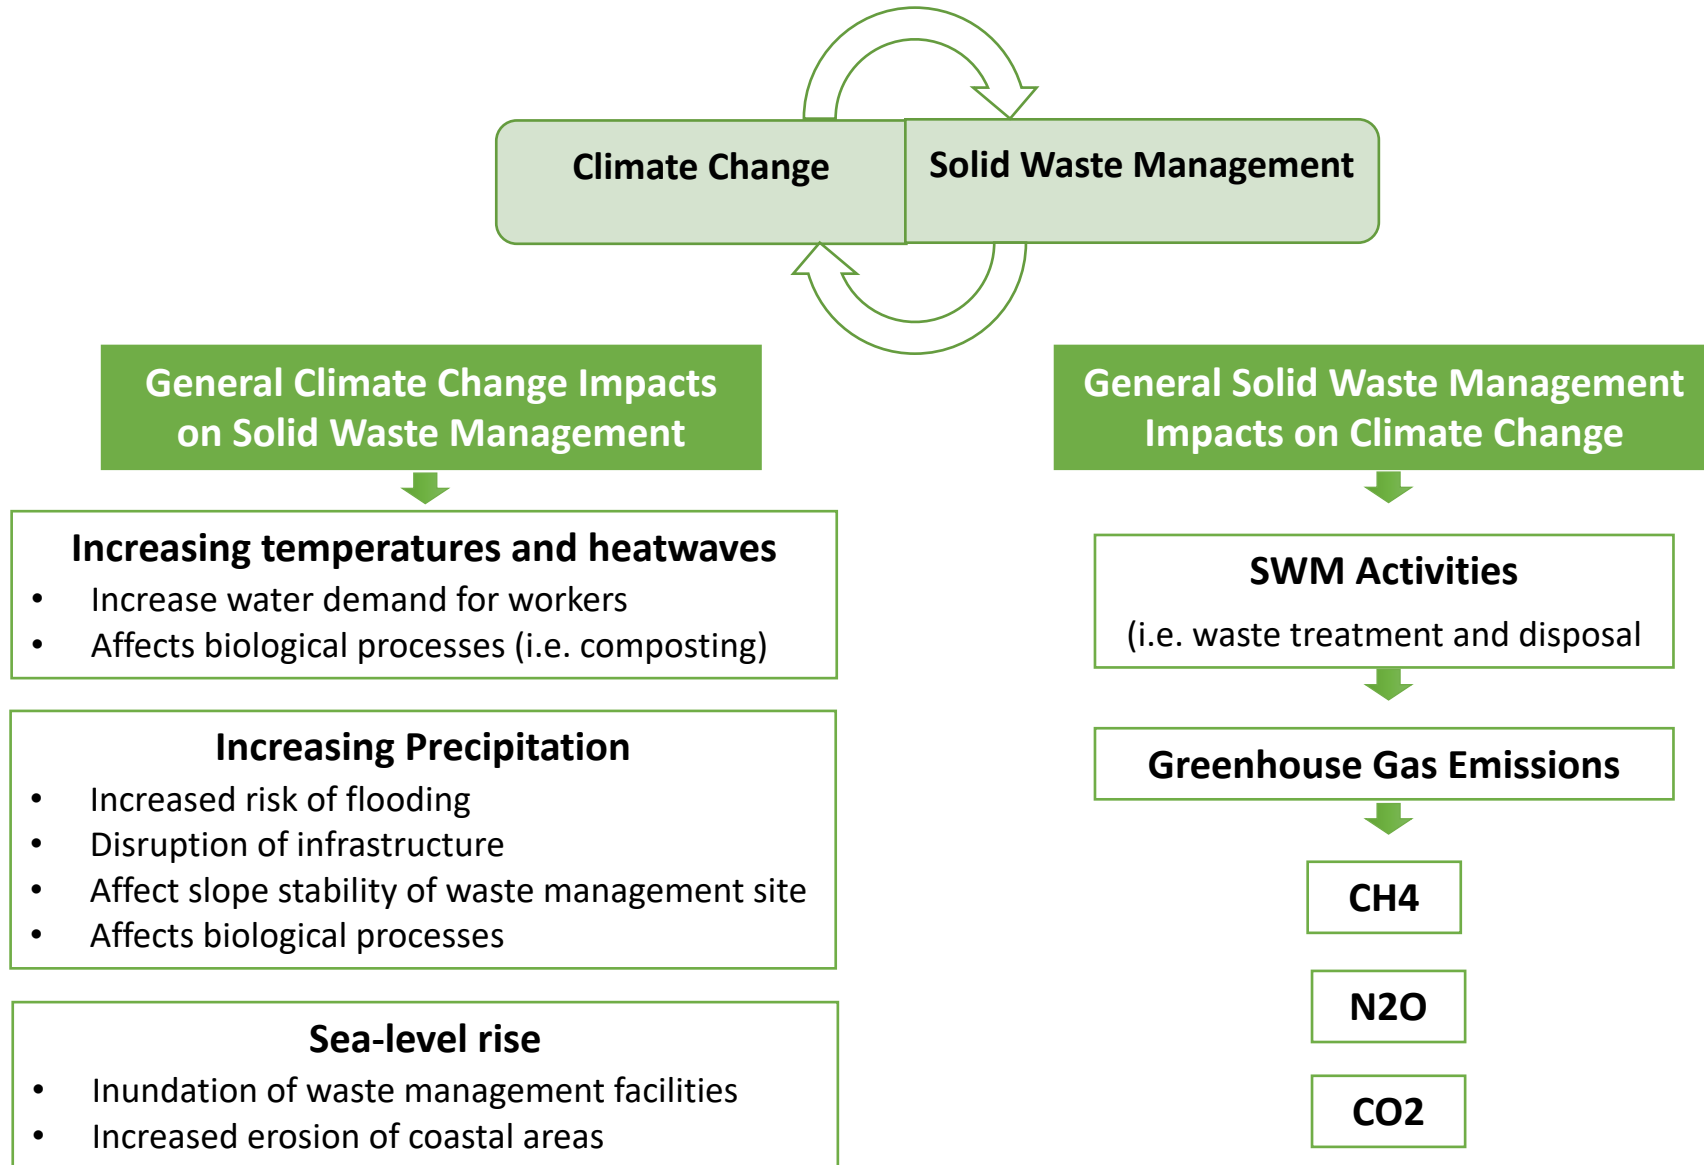 Climate Change
Solid Waste Management
General Climate Change Impacts
on Solid Waste Management
Increasing temperatures and heatwaves
• Increase water demand for workers
• Affects biological processes (i.e. composting)
Increasing Precipitation
• Increased risk of flooding
• Disruption of infrastructure
• Affect slope stability of waste management site
• Affects biological processes
Sea-level rise
• Inundation of waste management facilities
• Increased erosion of coastal areas
General Solid Waste Management
Impacts on Climate Change
SWM Activities
(i.e. waste treatment and disposal
Greenhouse Gas Emissions
CH4
N2O
CO2